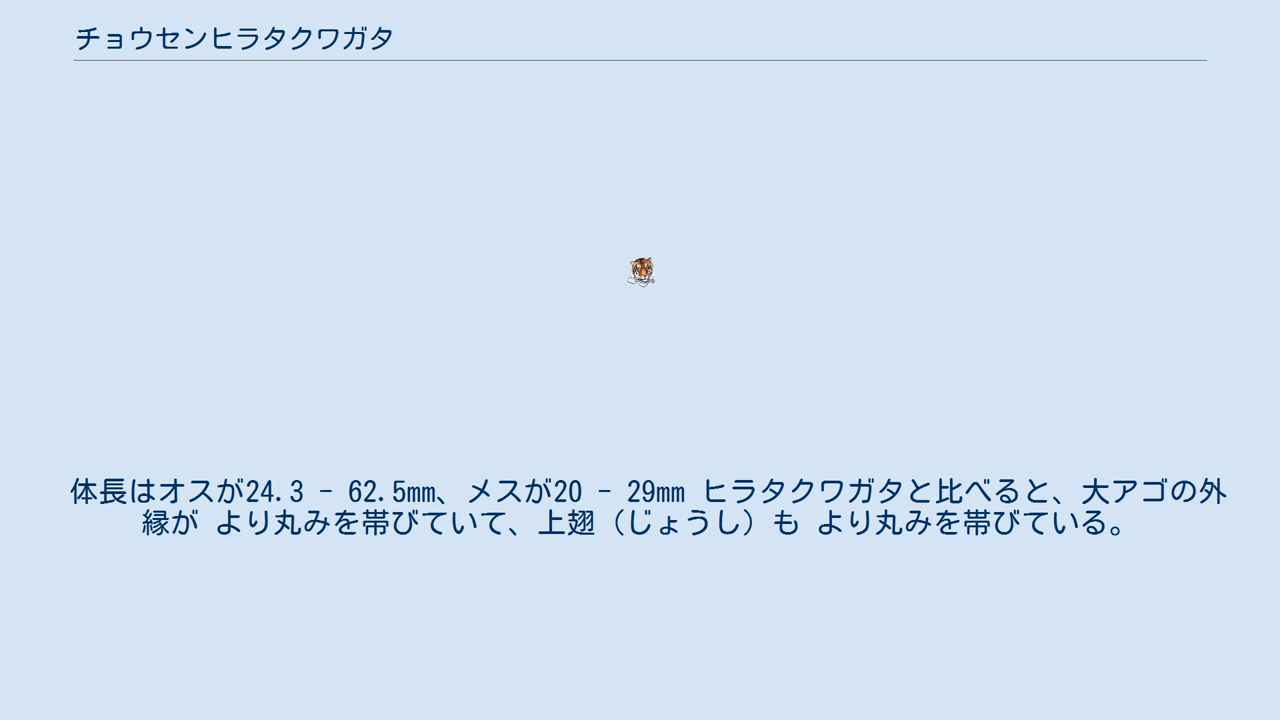 チョウセンヒラタクワガタ
体長はオスが24.3 - 62.5mm、メスが20 - 29mm ヒラタクワガタと比べると、大アゴの外
縁が より丸みを帯びていて、上翅（じょうし）も より丸みを帯びている。